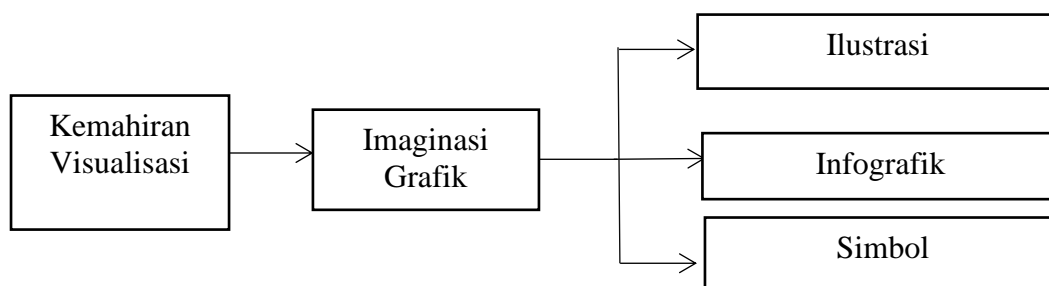 Kemahiran
Visualisasi
Imaginasi
Grafik
Ilustrasi
Infografik
Simbol